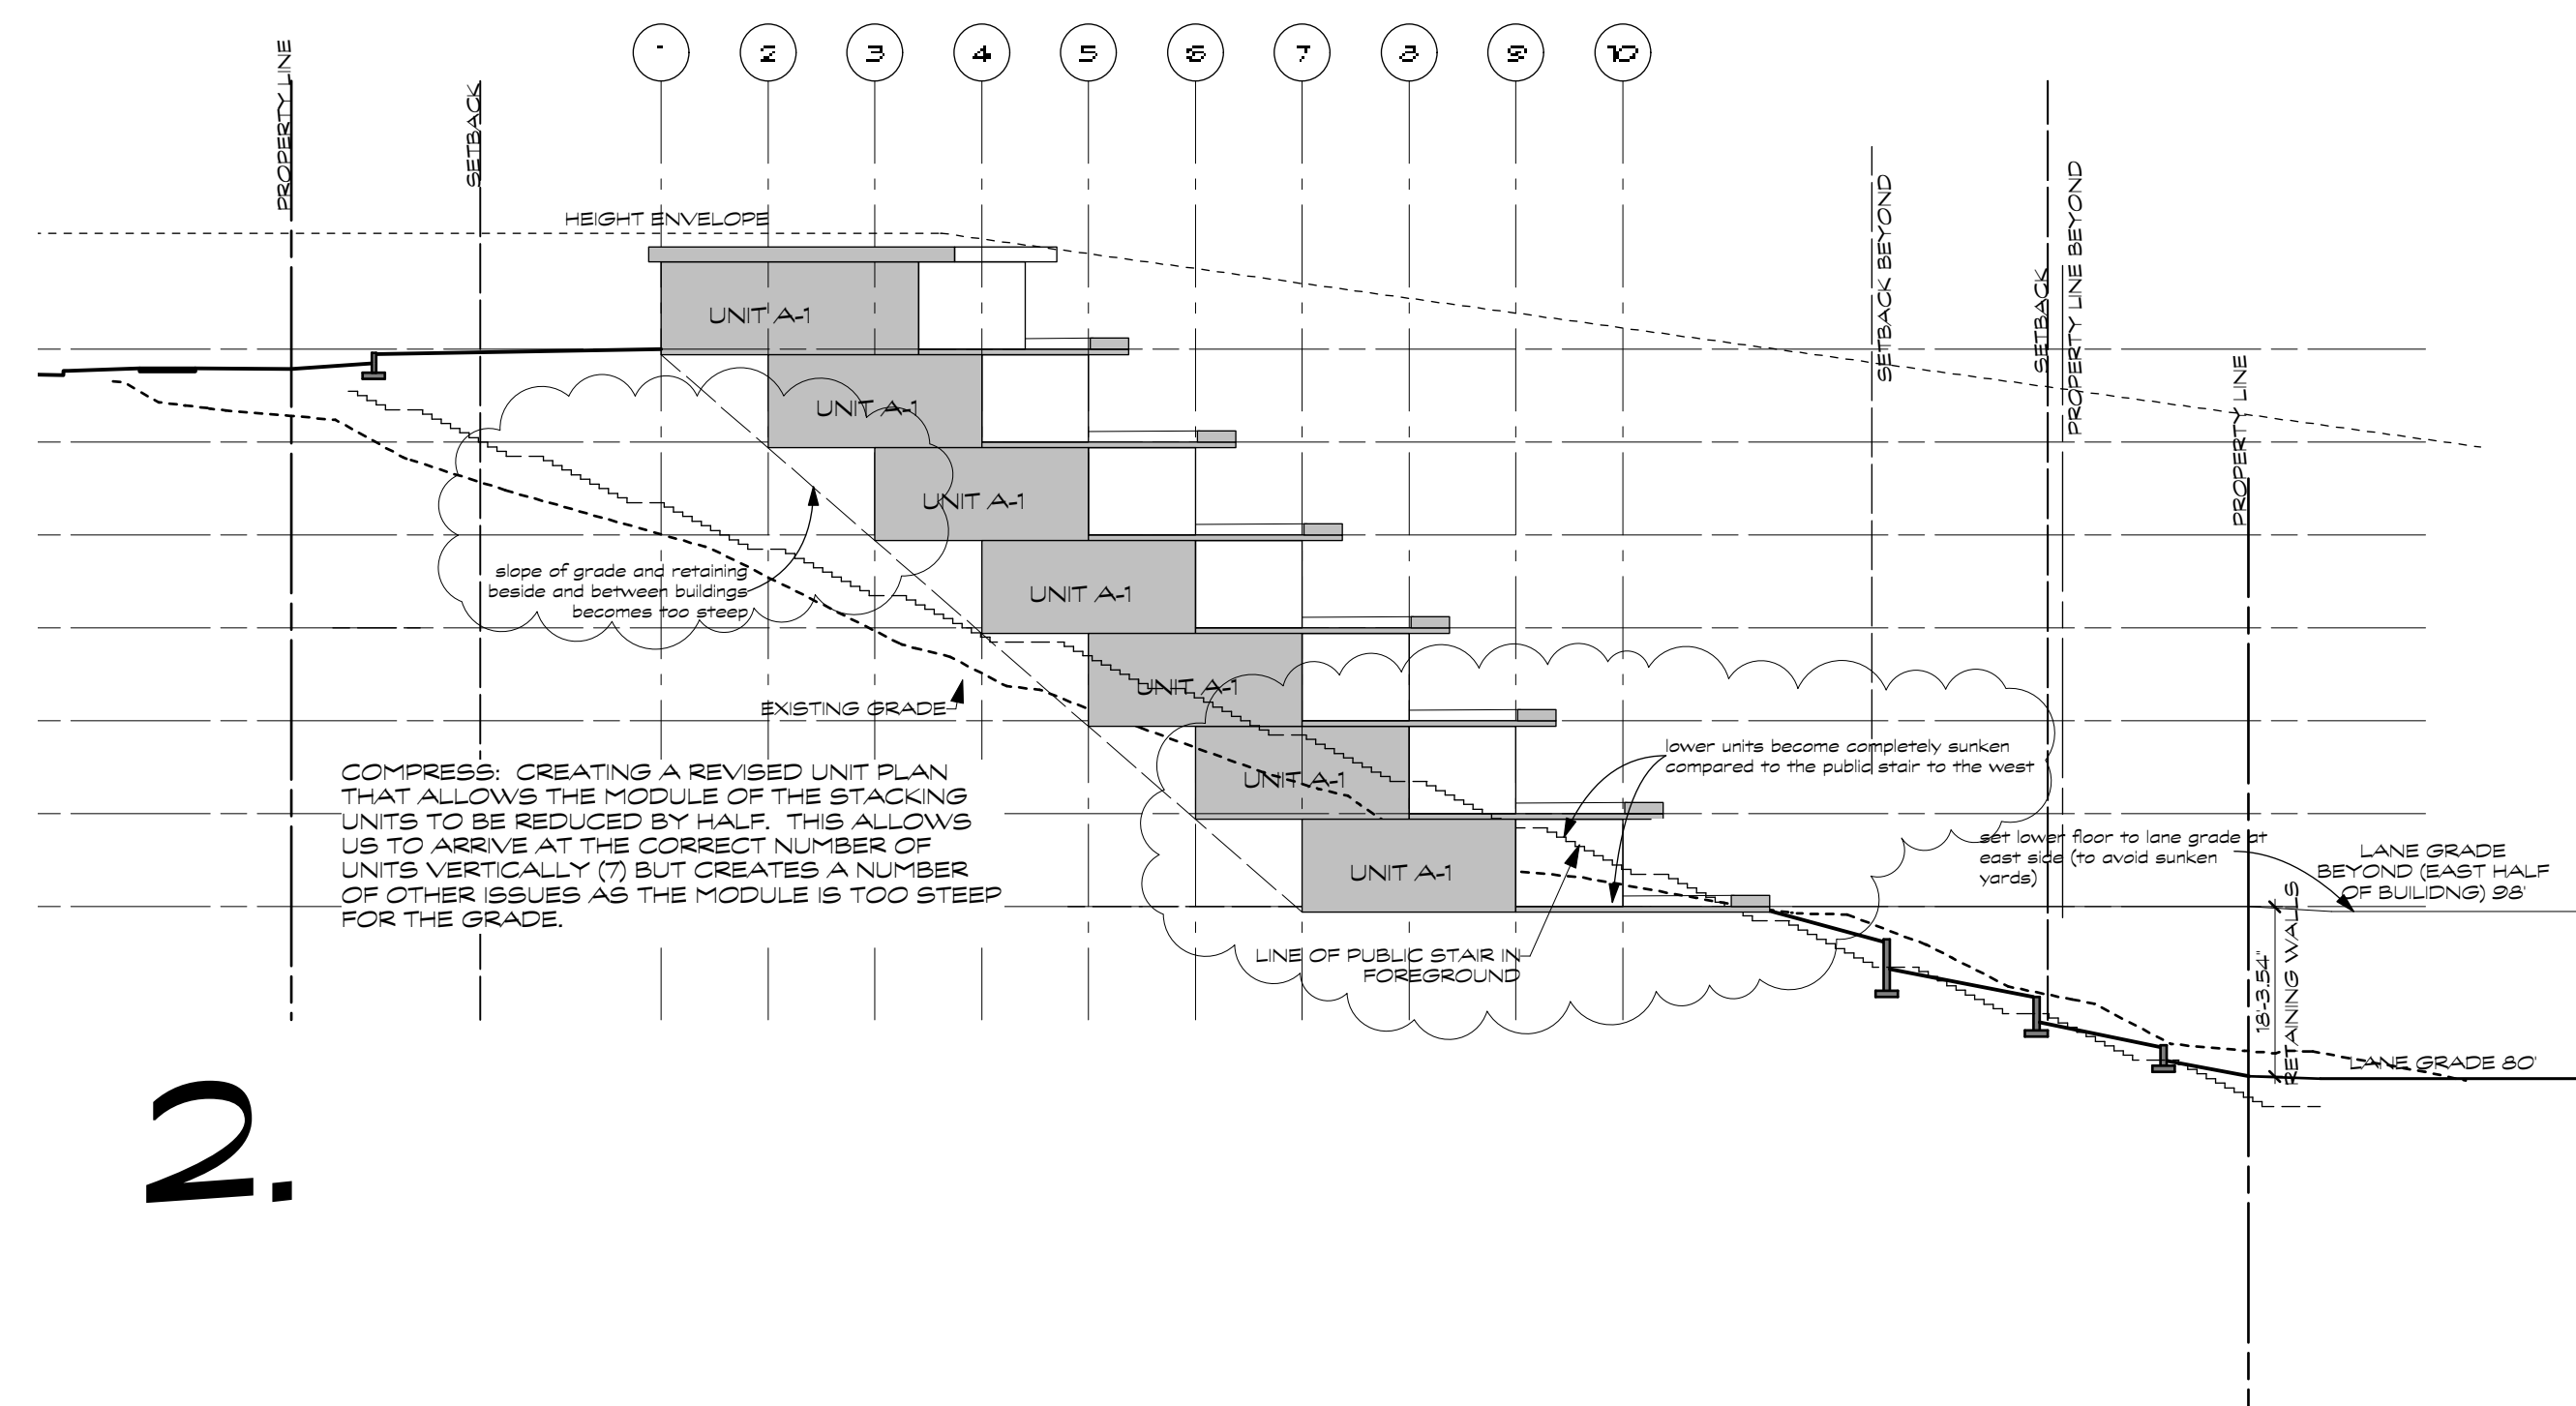 1 2 3 4 5 6 7 8 9 10
PROPERTY LINE
SETBACK
SETBACK BEYOND
SETBACK
PROPERTY LINE BEYOND
PROPERTY LINE
HEIGHT ENVELOPE
UNIT A-1
UNIT A-1
UNIT A-1
UNIT A-1
UNIT A-1
UNIT A-1
UNIT A-1
slope of grade and retaining
beside and between buildings
becomes too steep
EXISTING GRADE
COMPRESS: CREATING A REVISED UNIT PLAN
THAT ALLOWS THE MODULE OF THE STACKING
UNITS TO BE REDUCED BY HALF. THIS ALLOWS
US TO ARRIVE AT THE CORRECT NUMBER OF
UNITS VERTICALLY (7) BUT CREATES A NUMBER
OF OTHER ISSUES AS THE MODULE IS TOO STEEP
FOR THE GRADE.
lower units become completely sunken
compared to the public stair to the west
set lower floor to lane grade at
east side (to avoid sunken
yards)
LANE GRADE
BEYOND (EAST HALF
OF BUILIDNG) 98'
LINE OF PUBLIC STAIR IN
FOREGROUND
18'-3.54"
RETAINING WALLS
LANE GRADE 80'
2.